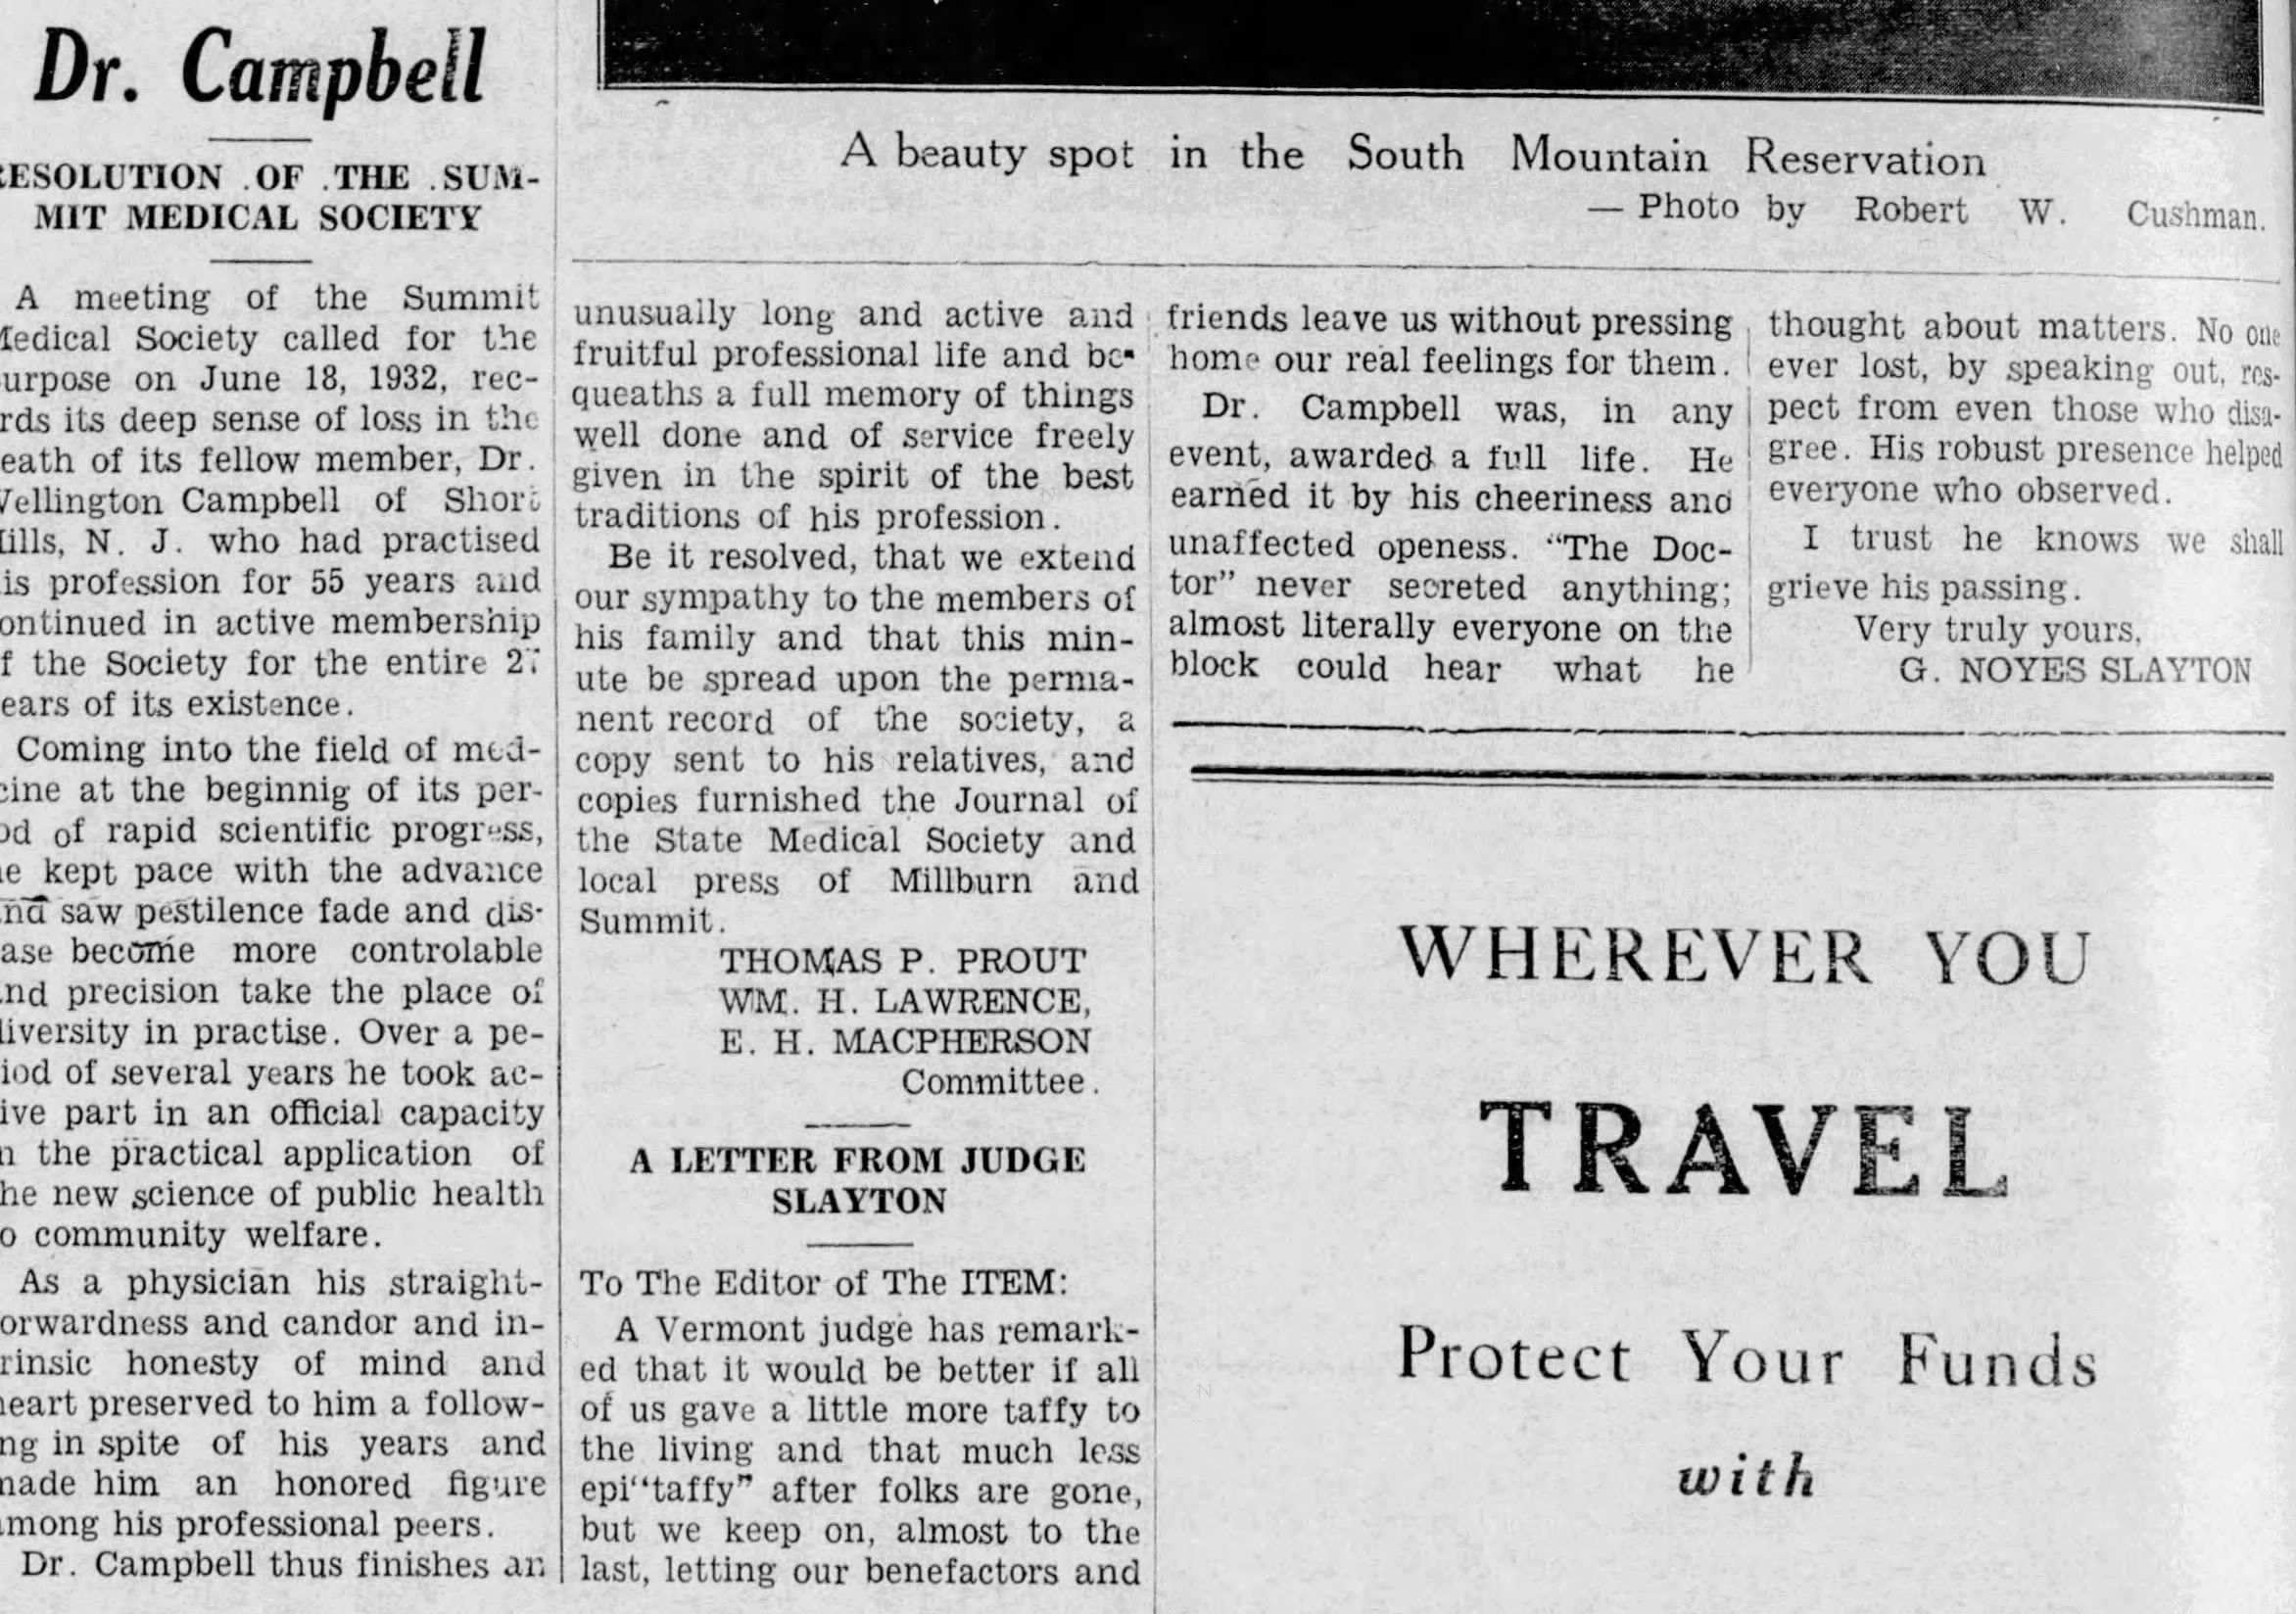 Dr. Campbell
ESOLUTION .OF .THE .SUM-
MIT MEDICAL SOCIETY
A meeting of the Summit
Medical Society called for the
urpose on June 18, 1932, rec-
rds its deep sense of loss in the
eath of its fellow member, Dr.
Wellington Campbell of Short
Hills, N. J. who had practised
is profession for 55 years and
ontinued in active membership
f the Society for the entire 27
ears of its existence.
Coming into the field of med-
cine at the beginnig of its per-
od of rapid scientific progress,
e kept pace with the advance
and saw pestilence fade and dis-
ase become more controlable
nd precision take the place of
diversity in practise. Over a pe-
iod of several years he took ac-
ive part in an official capacity
n the practical application of
he new science of public health
o community welfare.
As a physician his straight-
orwardness and candor and in-
rinsic honesty of mind and
heart preserved to him a follow-
ng in spite of his years and
made him an honored figure
among his professional peers.
Dr. Campbell thus finishes an
unusually long and active and
fruitful professional life and be-
queaths a full memory of things
well done and of service freely
given in the spirit of the best
traditions of his profession.
Be it resolved, that we extend
our sympathy to the members of
his family and that this min-
ute be spread upon the perma-
nent record of the society, a
copy sent to his relatives, and
copies furnished the Journal of
the State Medical Society and
local press of Millburn and
Summit.
THOMAS P. PROUT
WM. H. LAWRENCE,
E. H. MACPHERSON
Committee.
A LETTER FROM JUDGE
SLAYTON
To The Editor of The ITEM:
A Vermont judge has remark-
ed that it would be better if all
of us gave a little more taffy to
the living and that much less
epi“taffy” after folks are gone,
but we keep on, almost to the
last, letting our benefactors and
friends leave us without pressing
home our real feelings for them.
Dr. Campbell was, in any
event, awarded a full life. He
earned it by his cheeriness and
unaffected openess. “The Doc-
tor” never secreted anything;
almost literally everyone on the
block could hear what he
thought about matters. No one
ever lost, by speaking out, res-
pect from even those who disa-
gree. His robust presence helped
everyone who observed.
I trust he knows we shall
grieve his passing.
Very truly yours,
G. NOYES SLAYTON
A beauty spot in the South Mountain Reservation
— Photo by Robert W. Cushman.
WHEREVER YOU
TRAVEL
Protect Your Funds
with